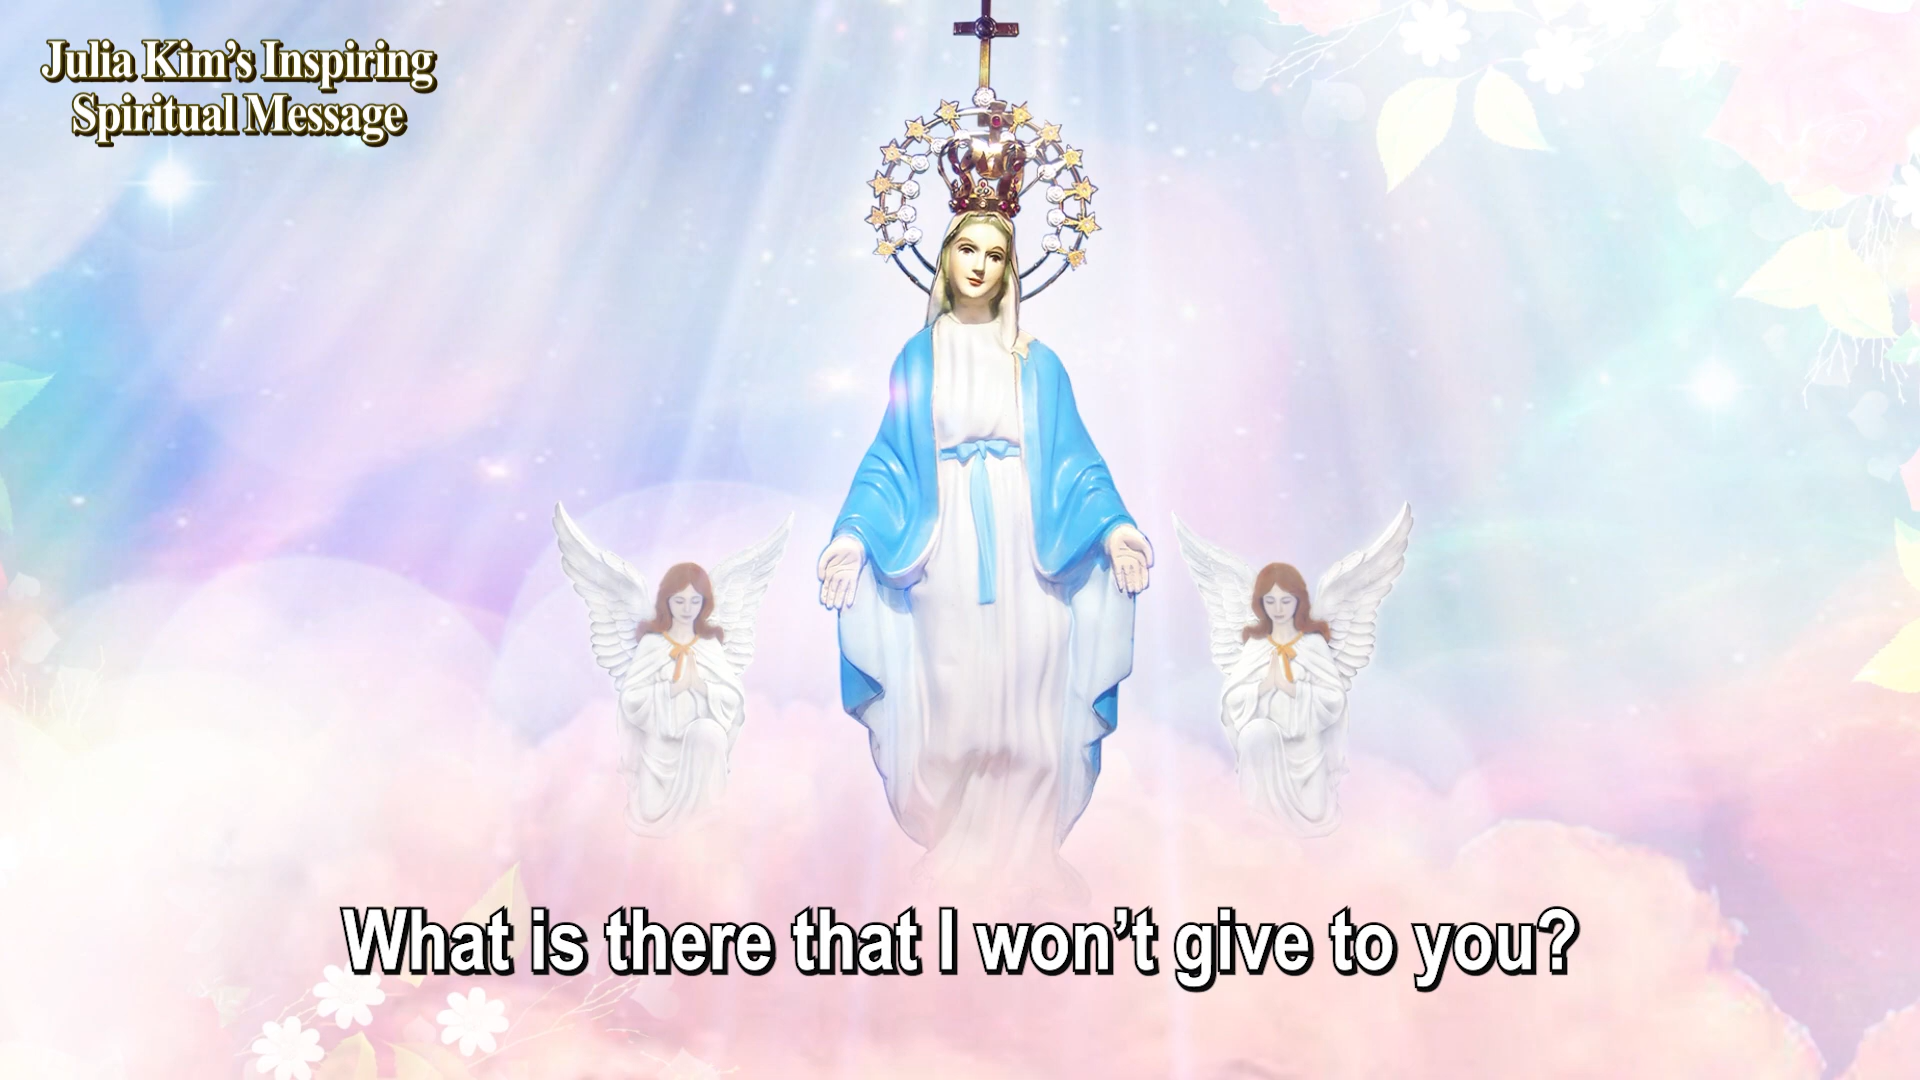 Julia Kim’s Inspiring
Spiritual Message
What is there that I won’t give to you?